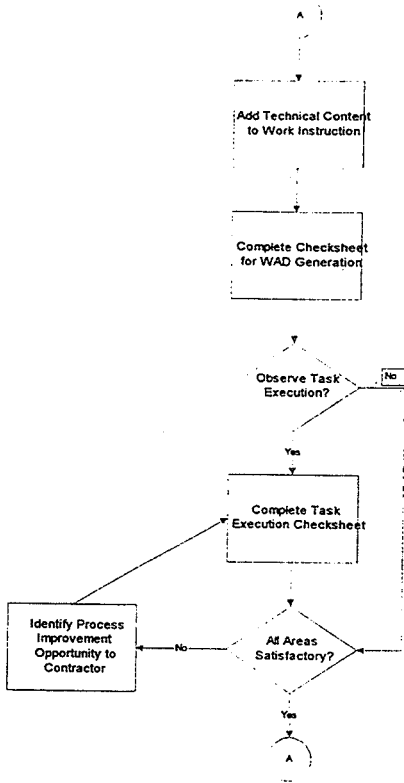 A
Add Technical Content
to Work Instruction
Complete Checksheet
for WAD Generation
Observe Task
Execution?
No
Yes
Complete Task
Execution Checksheet
Identify Process
Improvement
Opportunity to
Contractor
No
All Areas
Satisfactory?
Yes
A